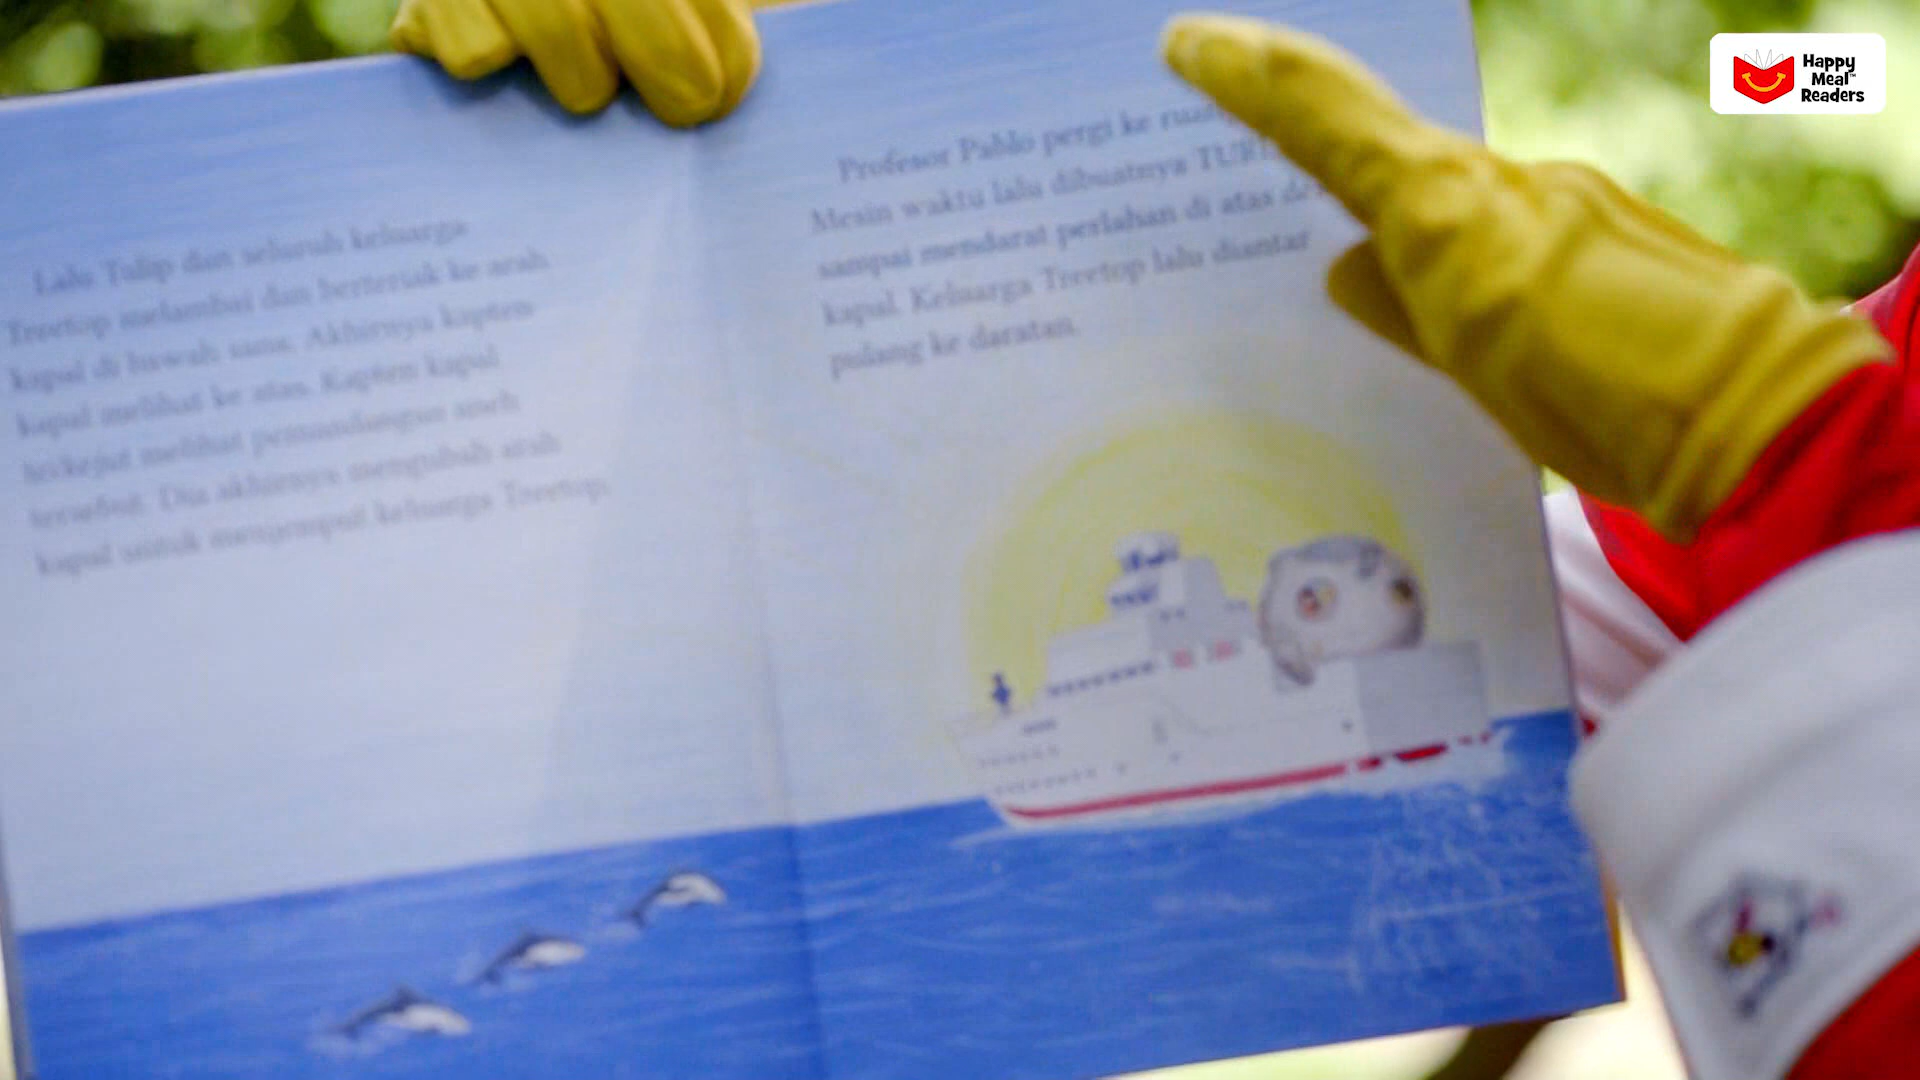 Lalu Tulip dan seluruh keluarga
Treetop melambai dan berteriak ke arah
kapal di bawah sana. Akhirnya kapten
kapal melihat ke atas. Kapten kapal
terkejut melihat pemandangan aneh
tersebut. Dia akhirnya mengubah arah
kapal untuk menjemput keluarga Treetop.
Profesor Pablo pergi ke
Mesin waktu lalu dibuatnya
sampai mendarat perlahan di atas
kapal. Keluarga Treetop lalu diantar
pulang ke daratan.
Happy
Meal™
Readers